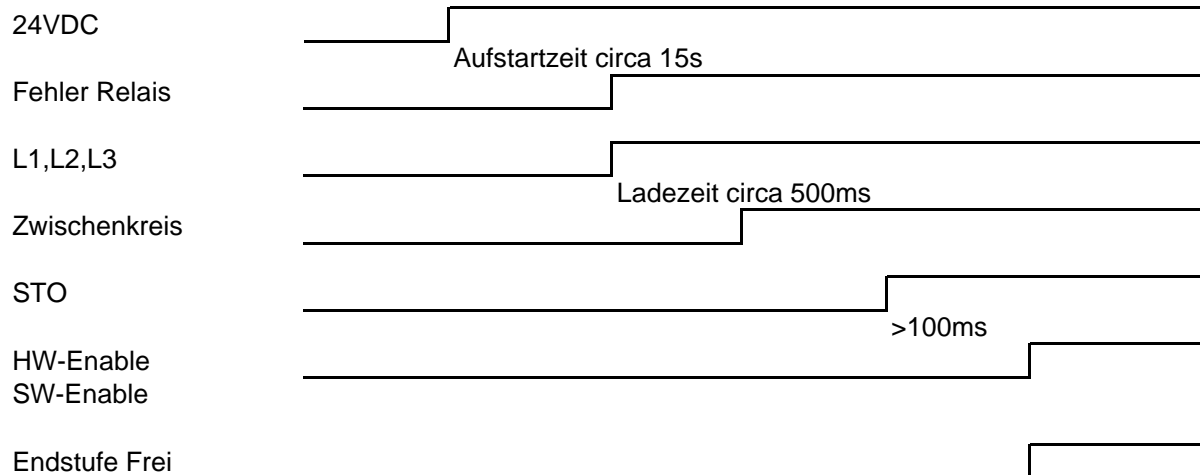 24VDC
Aufstartzeit circa 15s
Fehler Relais
L1,L2,L3
Ladezeit circa 500ms
Zwischenkreis
STO
>100ms
HW-Enable
SW-Enable
Endstufe Frei